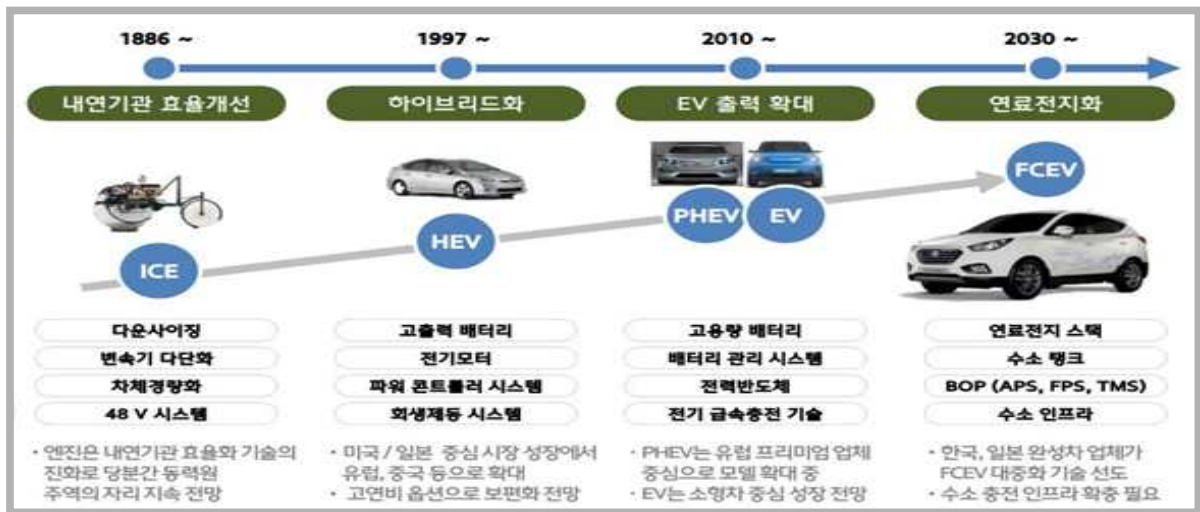 1886 ~
1997 ~
2010 ~
2030 ~
내연기관 효율개선
하이브리드화
EV 출력 확대
연료전지화
ICE
HEV
PHEV
EV
FCEV
다운사이징
변속기 다단화
차체경량화
48 V 시스템
· 엔진은 내연기관 효율화 기술의
진화로 당분간 동력원
주역의 자리 지속 전망
고출력 배터리
전기모터
파워 콘트롤러 시스템
회생제동 시스템
· 미국 / 일본 중심 시장 성장에서
유럽, 중국 등으로 확대
· 고연비 옵션으로 보편화 전망
고용량 배터리
배터리 관리 시스템
전력반도체
전기 급속충전 기술
· PHEV는 유럽 프리미엄 업체
중심으로 모델 확대 중
· EV는 소형차 중심 성장 전망
연료전지 스택
수소 탱크
BOP (APS, FPS, TMS)
수소 인프라
· 한국, 일본 완성차 업체가
FCEV 대중화 기술 선도
· 수소 충전 인프라 확충 필요